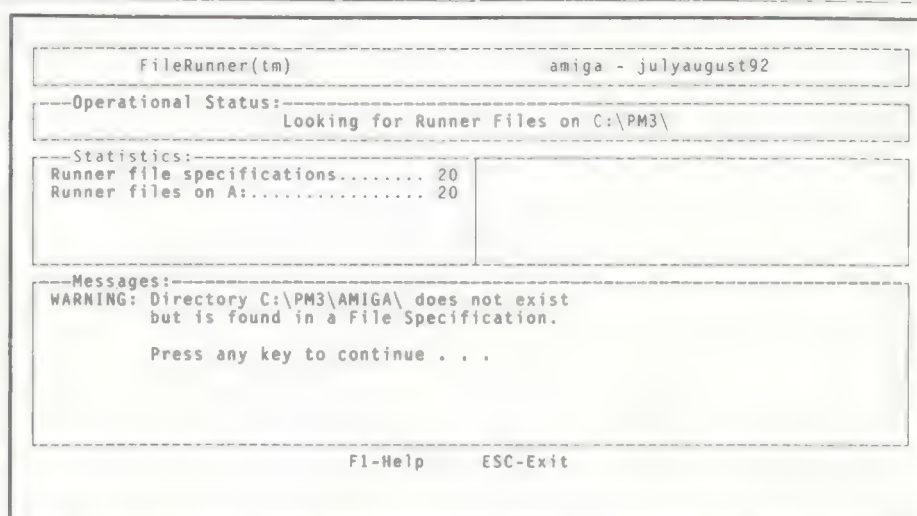 FileRunner(tm) amiga - julyaugust92
Operational Status:
Looking for Runner Files on C:\PM3\
Statistics:
Runner file specifications........ 20
Runner files on A:................ 20
Messages:
WARNING: Directory C:\PM3\AMIGA\ does not exist
but is found in a File Specification.
Press any key to continue . . .
F1-Help ESC-Exit